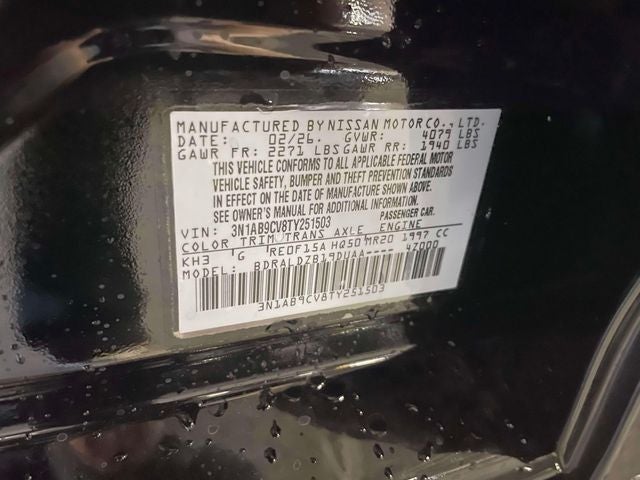 MANUFACTURED BY NISSAN MOTOR CO., LTD.
DATE: 02/26. GVWR: 4079 LBS
GAWR FR: 2271 LBS GAWR RR: 1940 LBS
THIS VEHICLE CONFORMS TO ALL APPLICABLE FEDERAL MOTOR
VEHICLE SAFETY, BUMPER AND THEFT PREVENTION STANDARDS
IN EFFECT ON THE DATE OF MANUFACTURE SHOWN ABOVE.
SEE OWNER'S MANUAL FOR ADDITIONAL INFORMATION.
VIN: 3N1AB9CV8TY251503 PASSENGER CAR.
COLOR TRIM TRANS AXLE ENGINE
KH3 G RE0F15A HQ50 MR20 1997 CC
MODEL: BDRALDZB19DUAA---- 47000
3N1AB9CV8TY251503